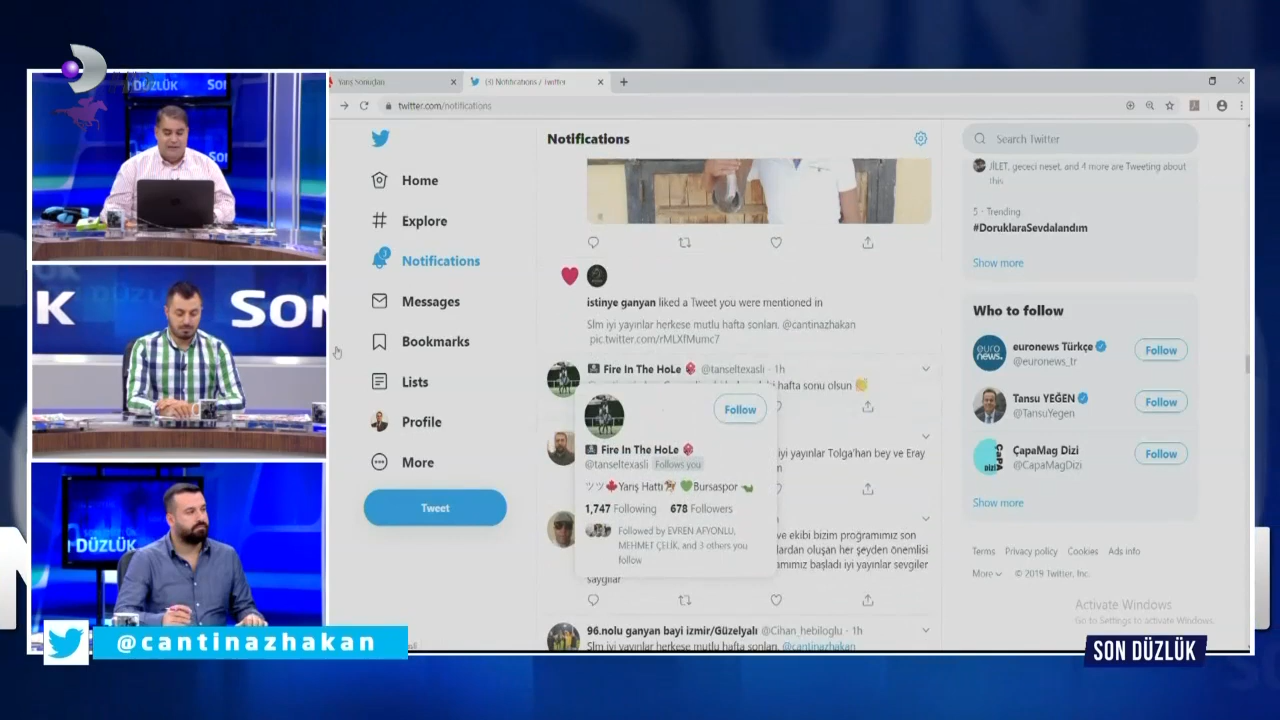 DÜZLÜK
SON
K
SON
DÜZLÜK
@cantinazhakan
Yarış Sonuçları
(3) Notifications / Twitter
twitter.com/notifications
Home
Explore
Notifications
Messages
Bookmarks
Lists
Profile
More
Tweet
Notifications
istinye ganyan liked a Tweet you were mentioned in
Slm iyi yayınlar herkese mutlu hafta sonları. @cantinazhakan
pic.twitter.com/rMLXfMumc7
Fire In The HoLe @tanseltexasli · 1h
hafta sonu olsun
Follow
Fire In The HoLe
@tanseltexasli Follows you
ツツ🍁Yarış Hattı🏇 💚Bursaspor 🐊
1,747 Following 678 Followers
Followed by EVREN AFYONLU,
MEHMET ÇELİK, and 3 others you
follow
iyi yayınlar Tolga'han bey ve Eray
ve ekibi bizim programımız son
lardan oluşan her şeyden önemlisi
amımız başladı iyi yayınlar sevgiler
saygılar
96.nolu ganyan bayi izmir/Güzelyalı @Cihan_hebiloglu · 1h
Slm iyi yayınlar herkese mutlu hafta sonları. @cantinazhakan
Search Twitter
JİLET, gececi neset, and 4 more are Tweeting about
this
5 · Trending
#DoruklaraSevdalandım
Show more
Who to follow
euronews Türkçe
@euronews_tr
Follow
Tansu YEĞEN
@TansuYegen
Follow
ÇapaMag Dizi
@CapaMagDizi
Follow
Show more
Terms Privacy policy Cookies Ads info
More © 2019 Twitter, Inc.
Activate Windows
Go to Settings to activate Windows.
SON DÜZLÜK